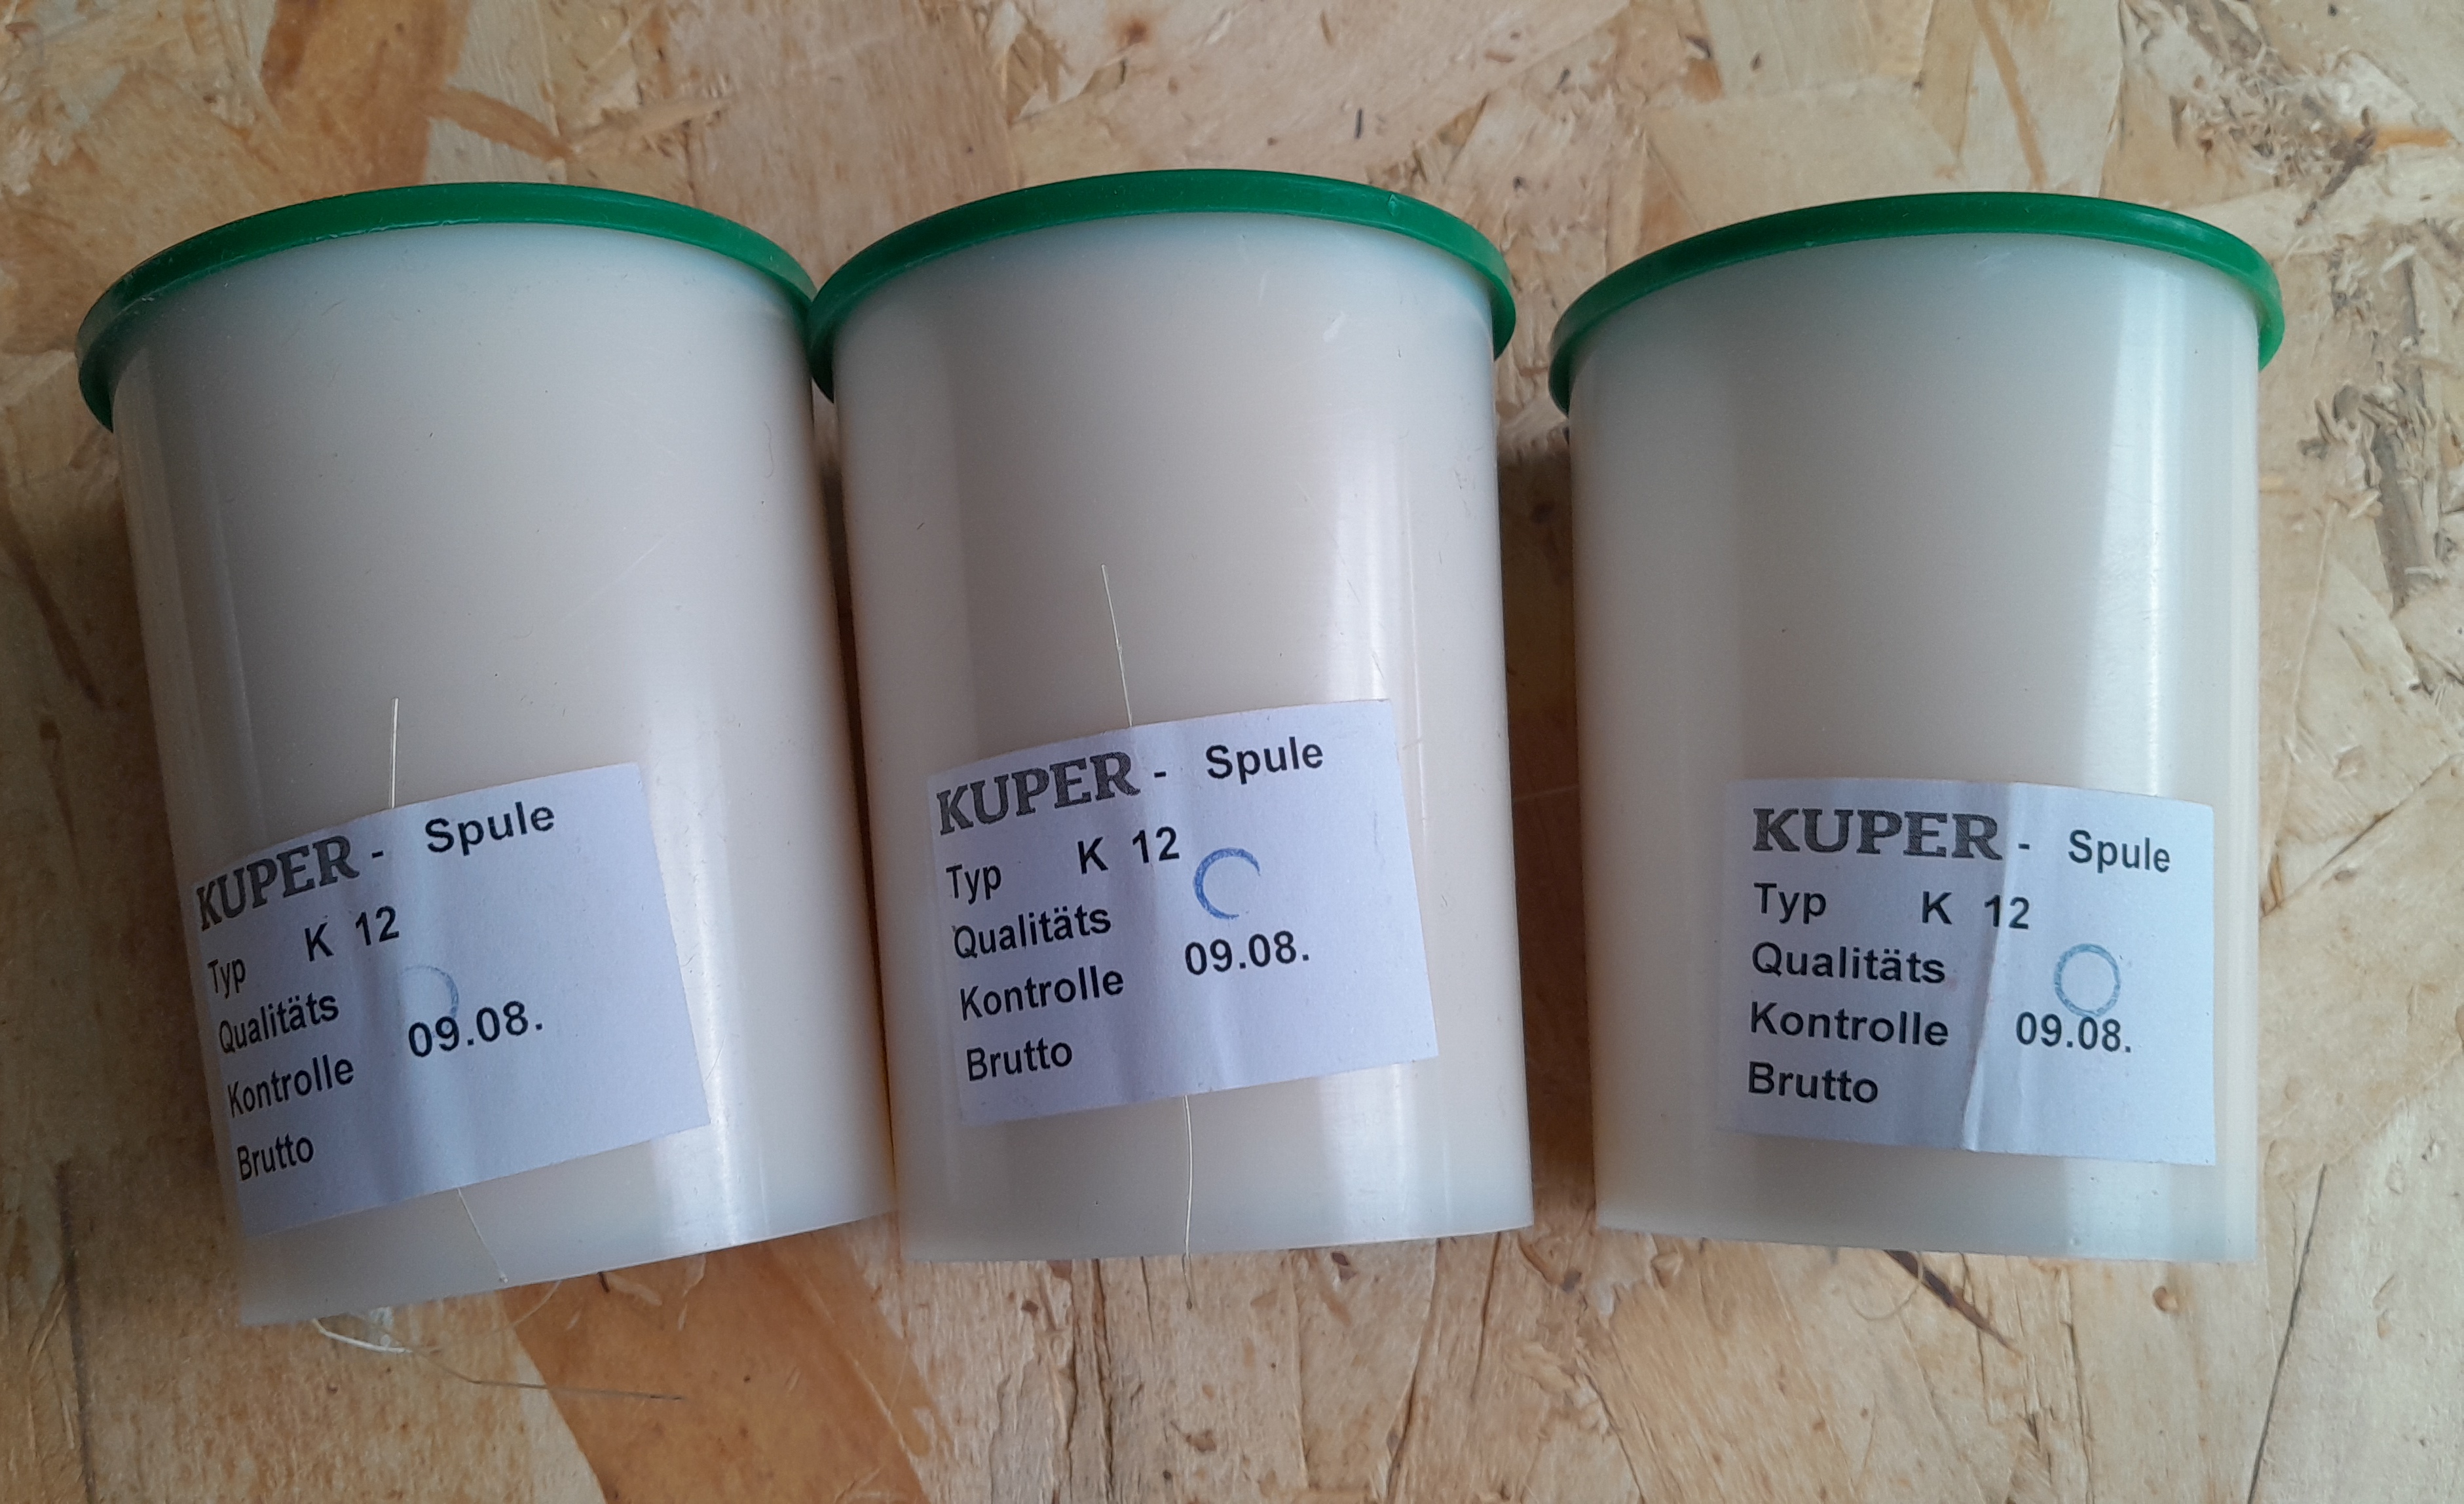 KUPER - Spule
Typ K 12
Qualitäts
Kontrolle 09.08.
Brutto
KUPER - Spule
Typ K 12
Qualitäts
Kontrolle 09.08.
Brutto
KUPER - Spule
Typ K 12
Qualitäts
Kontrolle 09.08.
Brutto